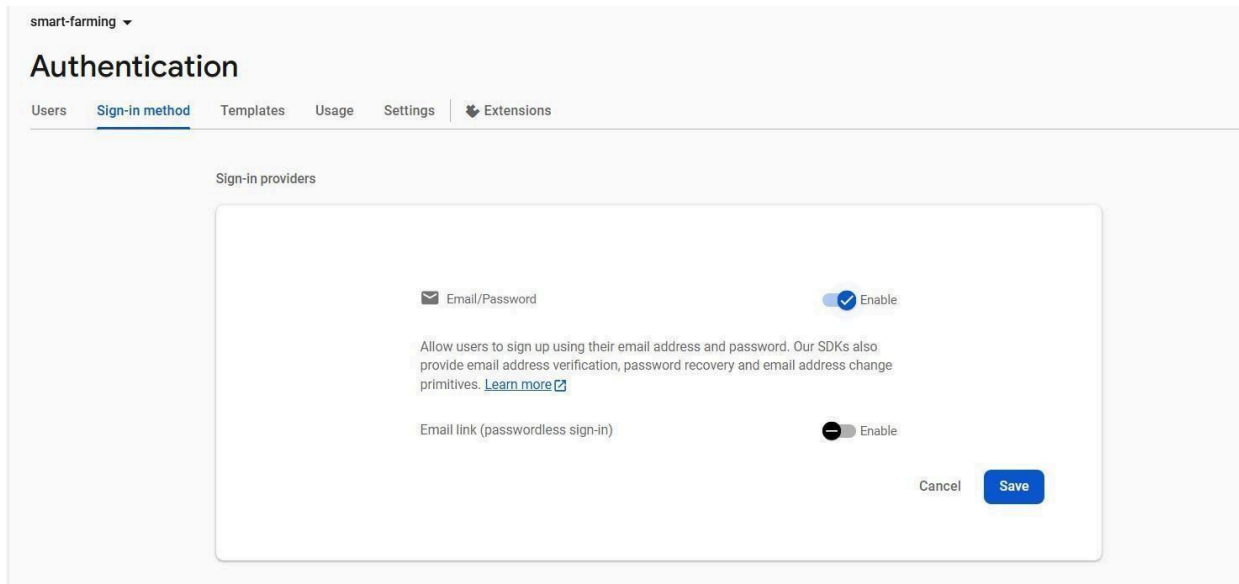 smart-farming
Authentication
Users Sign-in method Templates Usage Settings Extensions
Sign-in providers
Email/Password Enable
Allow users to sign up using their email address and password. Our SDKs also
provide email address verification, password recovery and email address change
primitives. Learn more
Email link (passwordless sign-in) Enable
Cancel Save